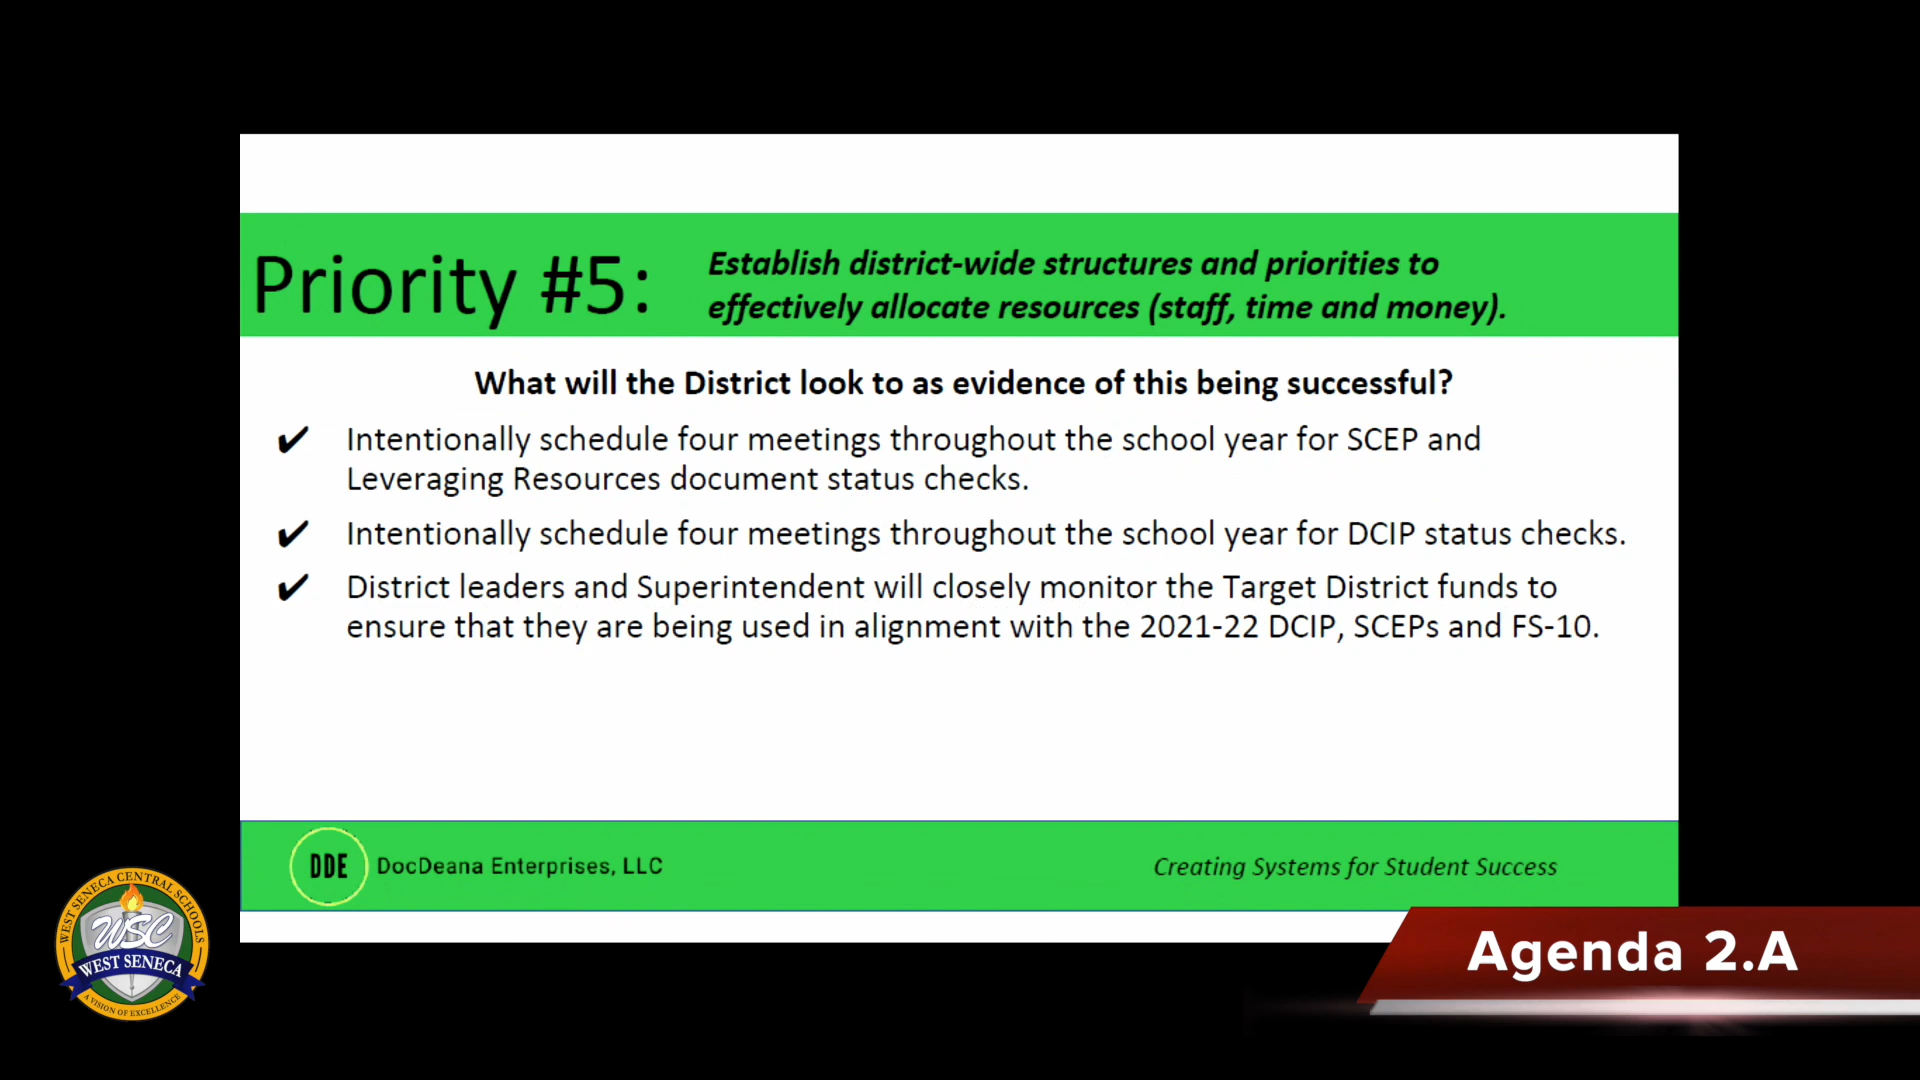 Priority #5:
Establish district-wide structures and priorities to
effectively allocate resources (staff, time and money).
What will the District look to as evidence of this being successful?
✔ Intentionally schedule four meetings throughout the school year for SCEP and
Leveraging Resources document status checks.
✔ Intentionally schedule four meetings throughout the school year for DCIP status checks.
✔ District leaders and Superintendent will closely monitor the Target District funds to
ensure that they are being used in alignment with the 2021-22 DCIP, SCEPs and FS-10.
DDE DocDeana Enterprises, LLC
Creating Systems for Student Success
WEST SENECA CENTRAL SCHOOLS
WSC
WEST SENECA
A VISION OF EXCELLENCE
Agenda 2.A